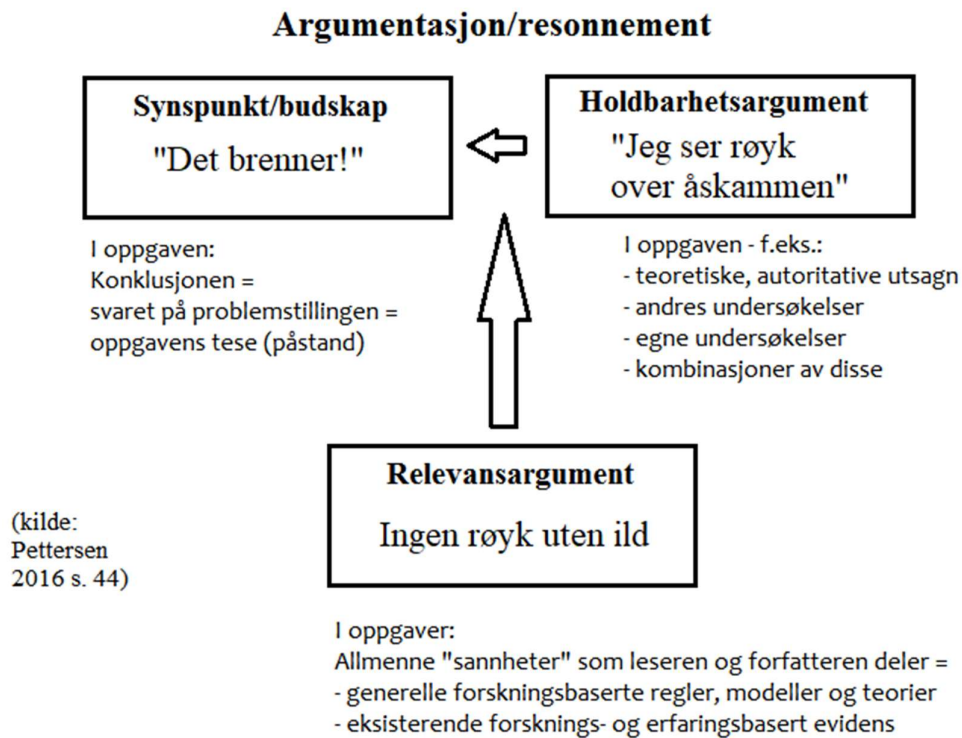 Argumentasjon/resonnement
Synspunkt/budskap
"Det brenner!"
Holdbarhetsargument
"Jeg ser røyk
over åskammen"
I oppgaven:
Konklusjonen =
svaret på problemstillingen =
oppgavens tese (påstand)
I oppgaven - f.eks.:
- teoretiske, autoritative utsagn
- andres undersøkelser
- egne undersøkelser
- kombinasjoner av disse
Relevansargument
Ingen røyk uten ild
(kilde:
Pettersen
2016 s. 44)
I oppgaver:
Allmenne "sannheter" som leseren og forfatteren deler =
- generelle forskningsbaserte regler, modeller og teorier
- eksisterende forsknings- og erfaringsbasert evidens